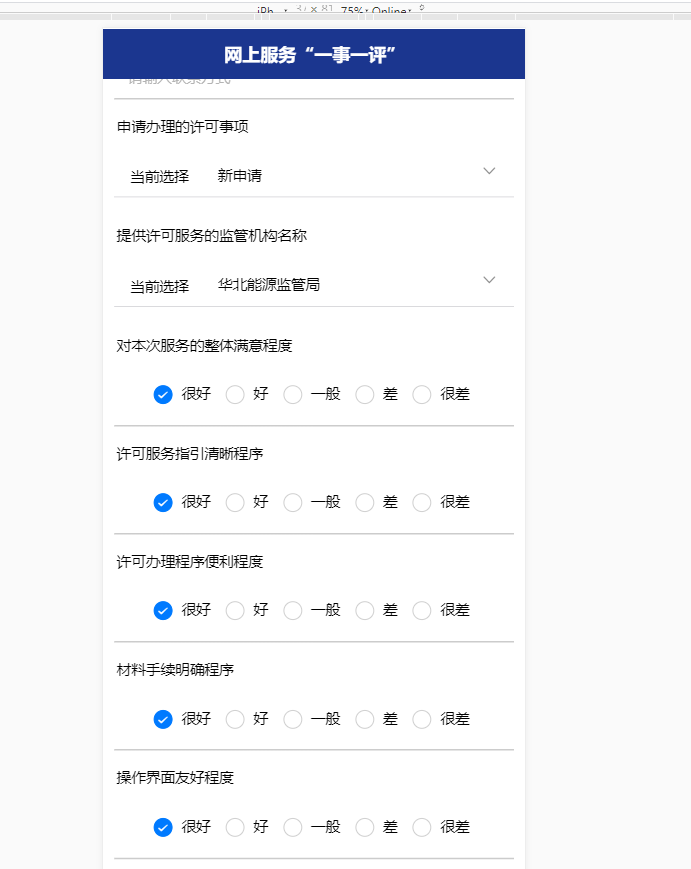 75% Online
网上服务“一事一评”
申请办理的许可事项
当前选择 新申请
提供许可服务的监管机构名称
当前选择 华北能源监管局
对本次服务的整体满意程度
很好 好 一般 差 很差
许可服务指引清晰程序
很好 好 一般 差 很差
许可办理程序便利程度
很好 好 一般 差 很差
材料手续明确程序
很好 好 一般 差 很差
操作界面友好程度
很好 好 一般 差 很差